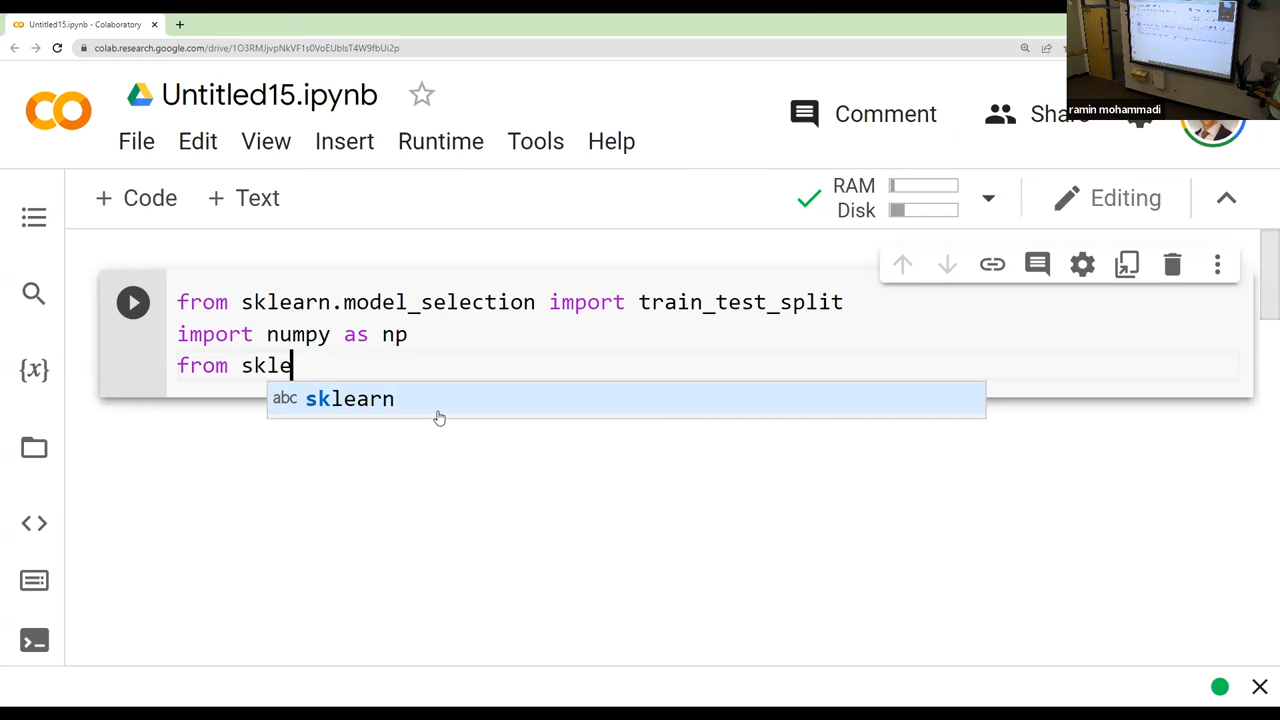 Untitled15.ipynb - Colaboratory
colab.research.google.com/drive/1O3RMJjvpNkVF1s0VoEUblsT4W9fbUi2p
ramin mohammadi
Untitled15.ipynb
Comment
Share
File Edit View Insert Runtime Tools Help
+ Code + Text
RAM
Disk
Editing
from sklearn.model_selection import train_test_split
import numpy as np
from skle
abc sklearn